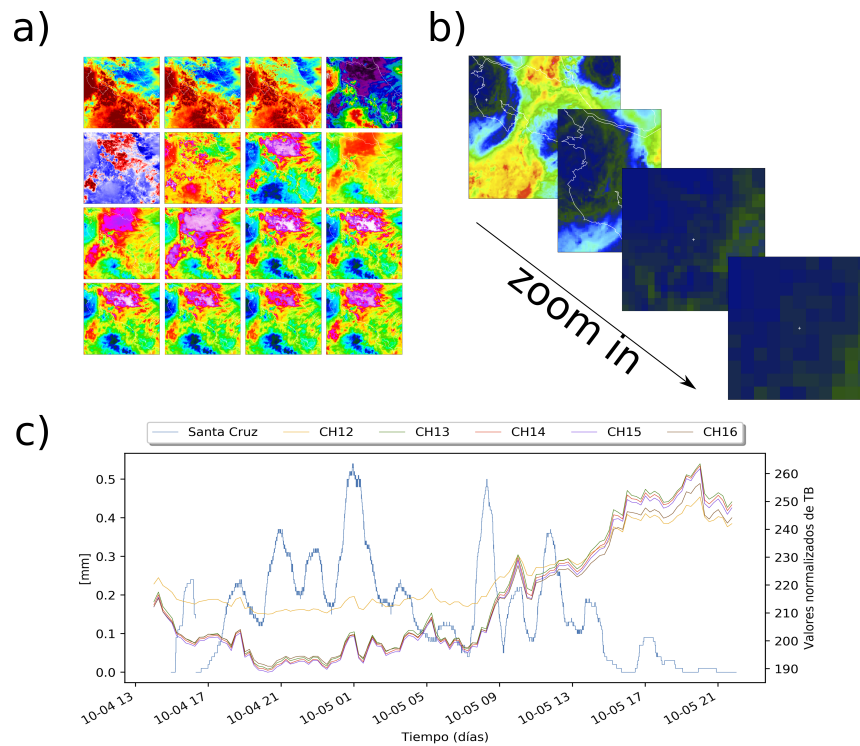 a)
b)
zoom in
c)
Santa Cruz
CH12
CH13
CH14
CH15
CH16
0.5
0.4
0.3
0.2
0.1
0.0
[mm]
260
250
240
230
220
210
200
190
Valores normalizados de TB
10-04 13
10-04 17
10-04 21
10-05 01
10-05 05
10-05 09
10-05 13
10-05 17
10-05 21
Tiempo (días)